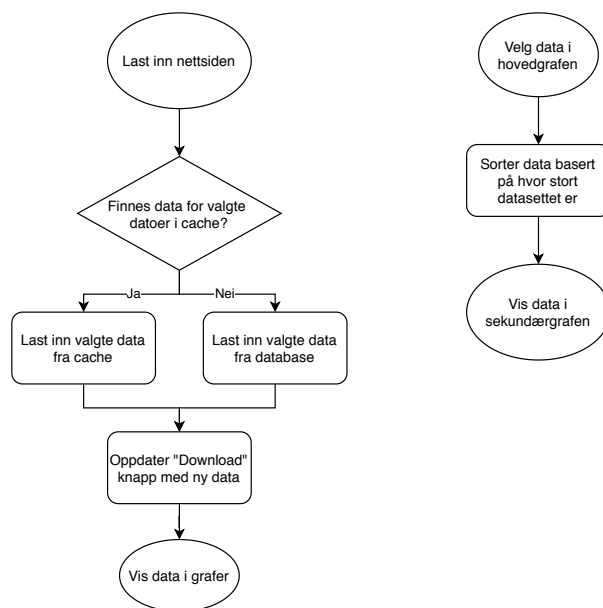 Last inn nettsiden
Finnes data for valgte
datoer i cache?
Ja
Nei
Last inn valgte data
fra cache
Last inn valgte data
fra database
Oppdater "Download"
knapp med ny data
Vis data i grafer
Velg data i
hovedgrafen
Sorter data basert
på hvor stort
datasettet er
Vis data i
sekundærgrafen